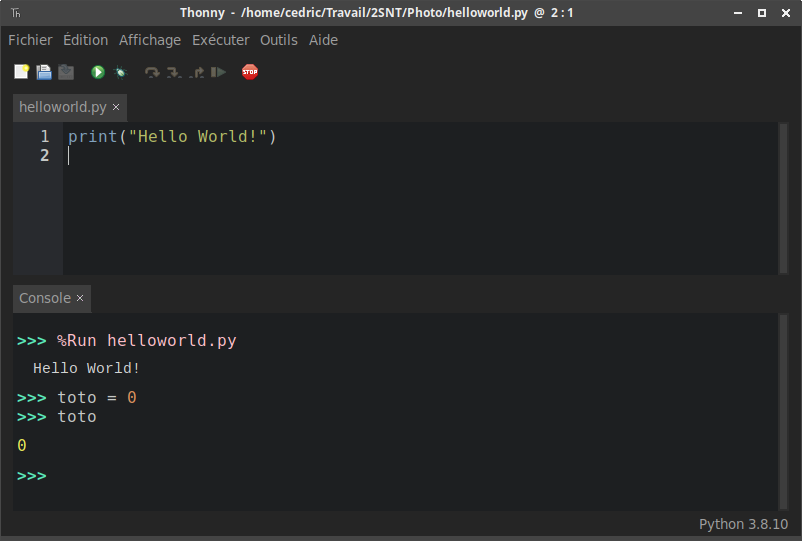 Th Thonny - /home/cedric/Travail/2SNT/Photo/helloworld.py @ 2 : 1
Fichier Édition Affichage Exécuter Outils Aide
STOP
helloworld.py ×
1 print("Hello World!")
2
Console ×
>>> %Run helloworld.py
Hello World!
>>> toto = 0
>>> toto
0
>>>
Python 3.8.10